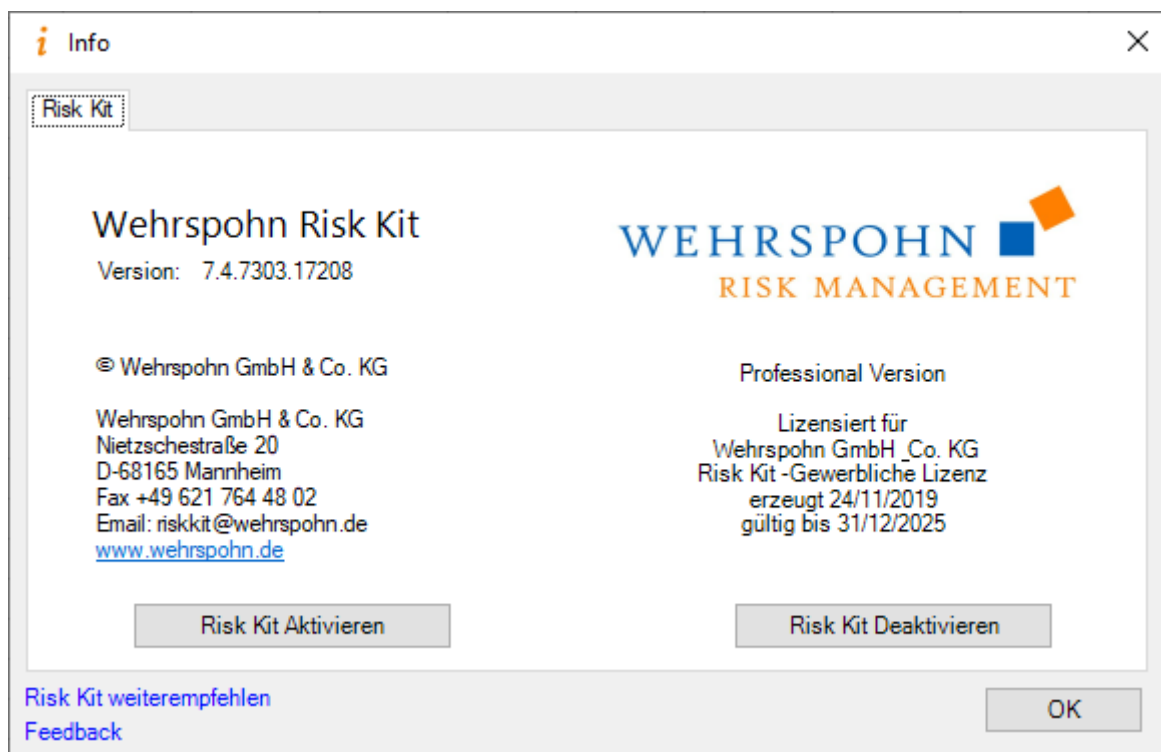 Info
Risk Kit
Wehrspohn Risk Kit
Version: 7.4.7303.17208
© Wehrspohn GmbH & Co. KG
Wehrspohn GmbH & Co. KG
Nietzschestraße 20
D-68165 Mannheim
Fax +49 621 764 48 02
Email: riskkit@wehrspohn.de
www.wehrspohn.de
Risk Kit Aktivieren
WEHRSPOHN
RISK MANAGEMENT
Professional Version
Lizensiert für
Wehrspohn GmbH _Co. KG
Risk Kit -Gewerbliche Lizenz
erzeugt 24/11/2019
gültig bis 31/12/2025
Risk Kit Deaktivieren
Risk Kit weiterempfehlen
Feedback
OK